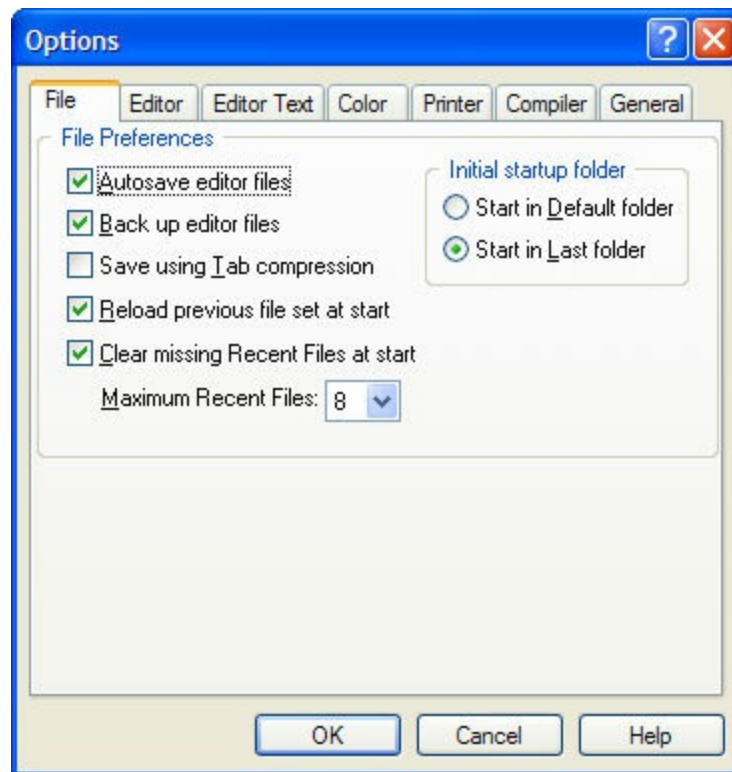 Options
File Editor Editor Text Color Printer Compiler General
File Preferences
Autosave editor files
Back up editor files
Save using Tab compression
Reload previous file set at start
Clear missing Recent Files at start
Maximum Recent Files: 8
Initial startup folder
Start in Default folder
Start in Last folder
OK Cancel Help